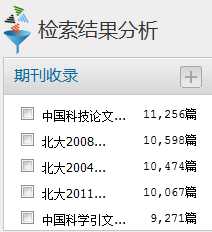 检索结果分析
期刊收录
中国科技论文... 11,256篇
北大2008... 10,598篇
北大2004... 10,474篇
北大2011... 10,067篇
中国科学引文... 9,271篇